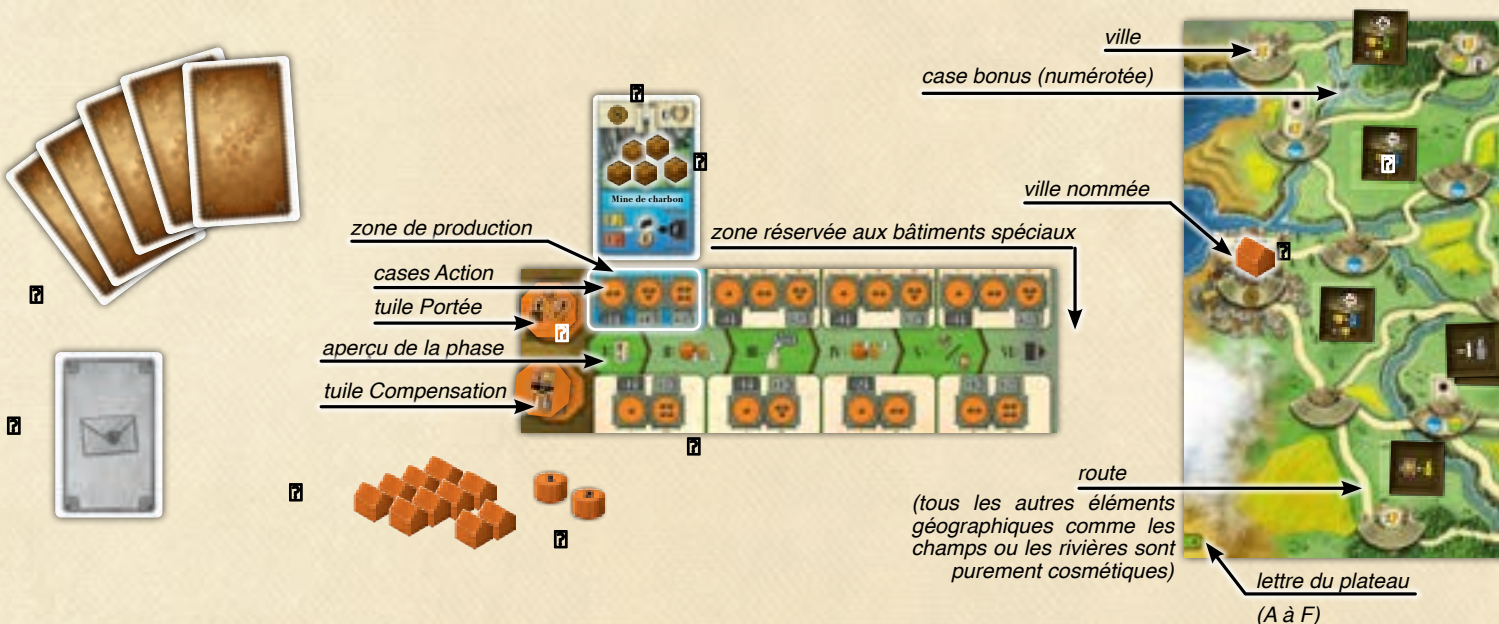 ville
case bonus (numérotée)
Mine de charbon
ville nommée
zone de production
zone réservée aux bâtiments spéciaux
cases Action
tuile Portée
aperçu de la phase
tuile Compensation
route
(tous les autres éléments
géographiques comme les
champs ou les rivières sont
purement cosmétiques)
lettre du plateau
(A à F)